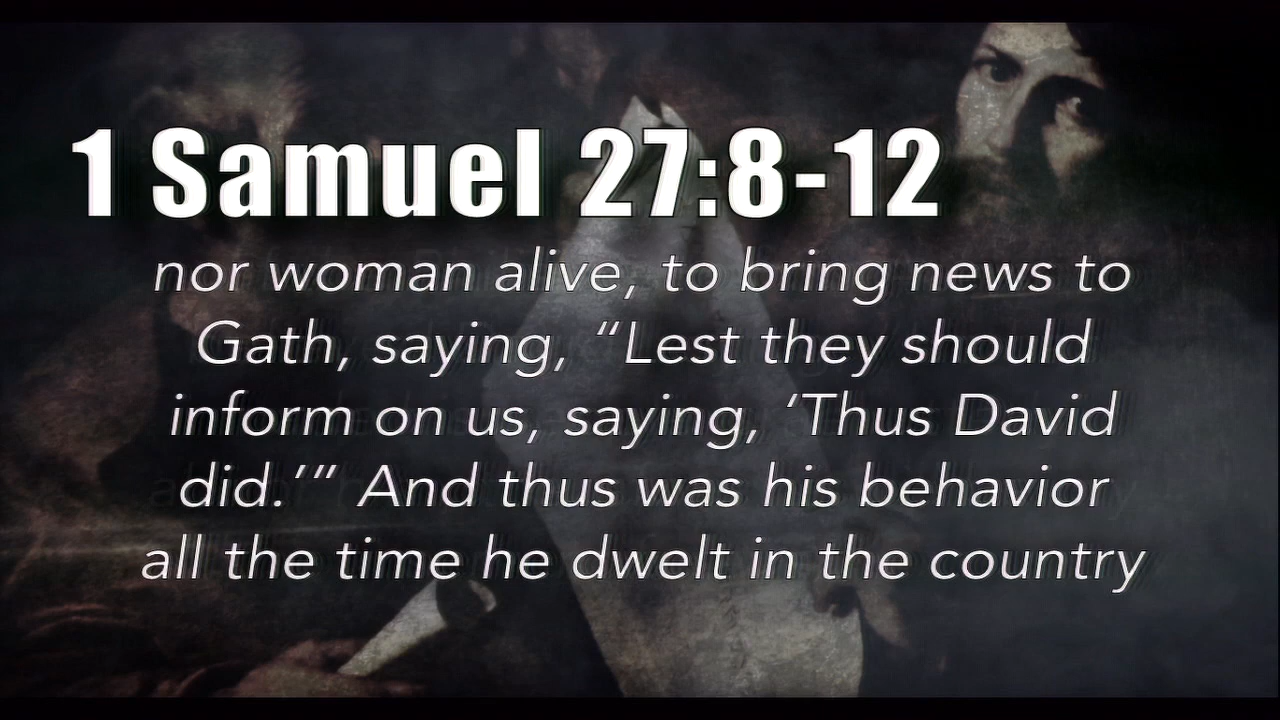 1 Samuel 27:8-12
nor woman alive, to bring news to
Gath, saying, “Lest they should
inform on us, saying, ‘Thus David
did.’” And thus was his behavior
all the time he dwelt in the country